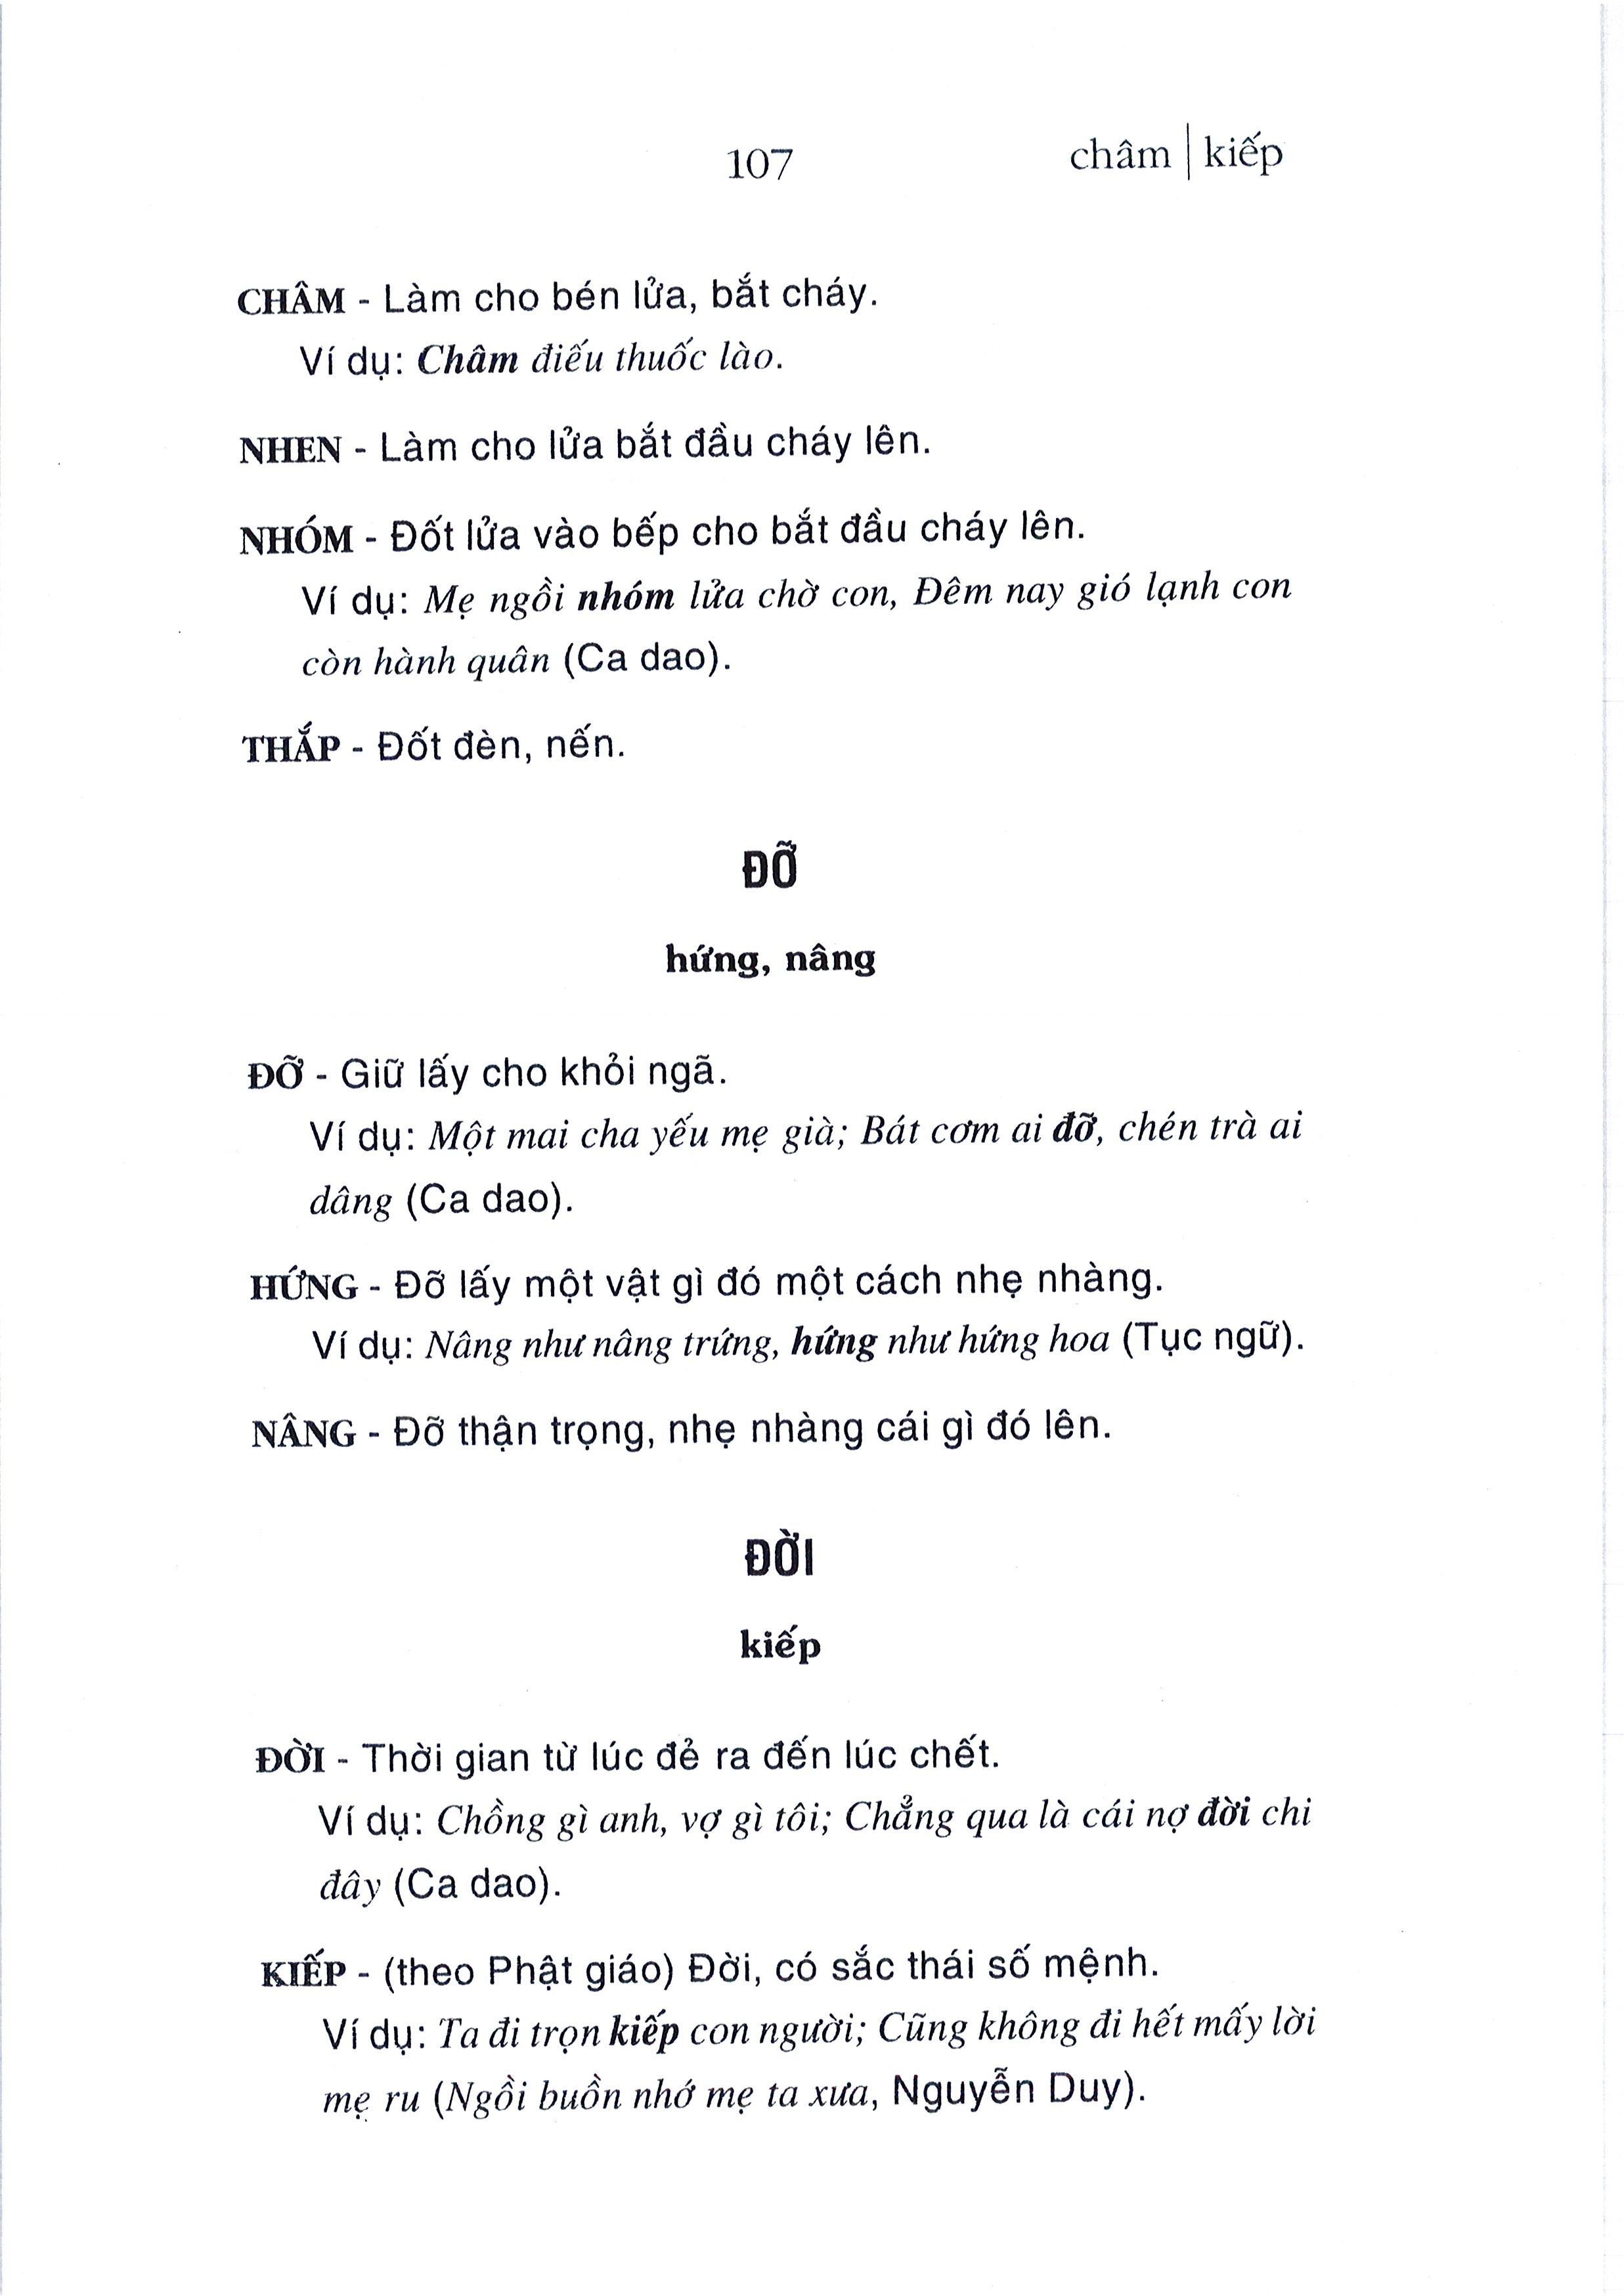 107
châm | kiếp
CHÂM - Làm cho bén lửa, bắt cháy.
Ví dụ: Châm điếu thuốc lào.
NHEN - Làm cho lửa bắt đầu cháy lên.
NHÓM - Đốt lửa vào bếp cho bắt đầu cháy lên.
Ví dụ: Mẹ ngồi nhóm lửa chờ con, Đêm nay gió lạnh con
còn hành quân (Ca dao).
THẮP - Đốt đèn, nến.
ĐỠ
hứng, nâng
ĐỠ - Giữ lấy cho khỏi ngã.
Ví dụ: Một mai cha yếu mẹ già; Bát cơm ai đỡ, chén trà ai
dâng (Ca dao).
HỨNG - Đỡ lấy một vật gì đó một cách nhẹ nhàng.
Ví dụ: Nâng như nâng trứng, hứng như hứng hoa (Tục ngữ).
NÂNG - Đỡ thận trọng, nhẹ nhàng cái gì đó lên.
ĐỜI
kiếp
ĐỜI - Thời gian từ lúc đẻ ra đến lúc chết.
Ví dụ: Chồng gì anh, vợ gì tôi; Chẳng qua là cái nợ đời chi
đây (Ca dao).
KIẾP - (theo Phật giáo) Đời, có sắc thái số mệnh.
Ví dụ: Ta đi trọn kiếp con người; Cũng không đi hết mấy lời
mẹ ru (Ngồi buồn nhớ mẹ ta xưa, Nguyễn Duy).